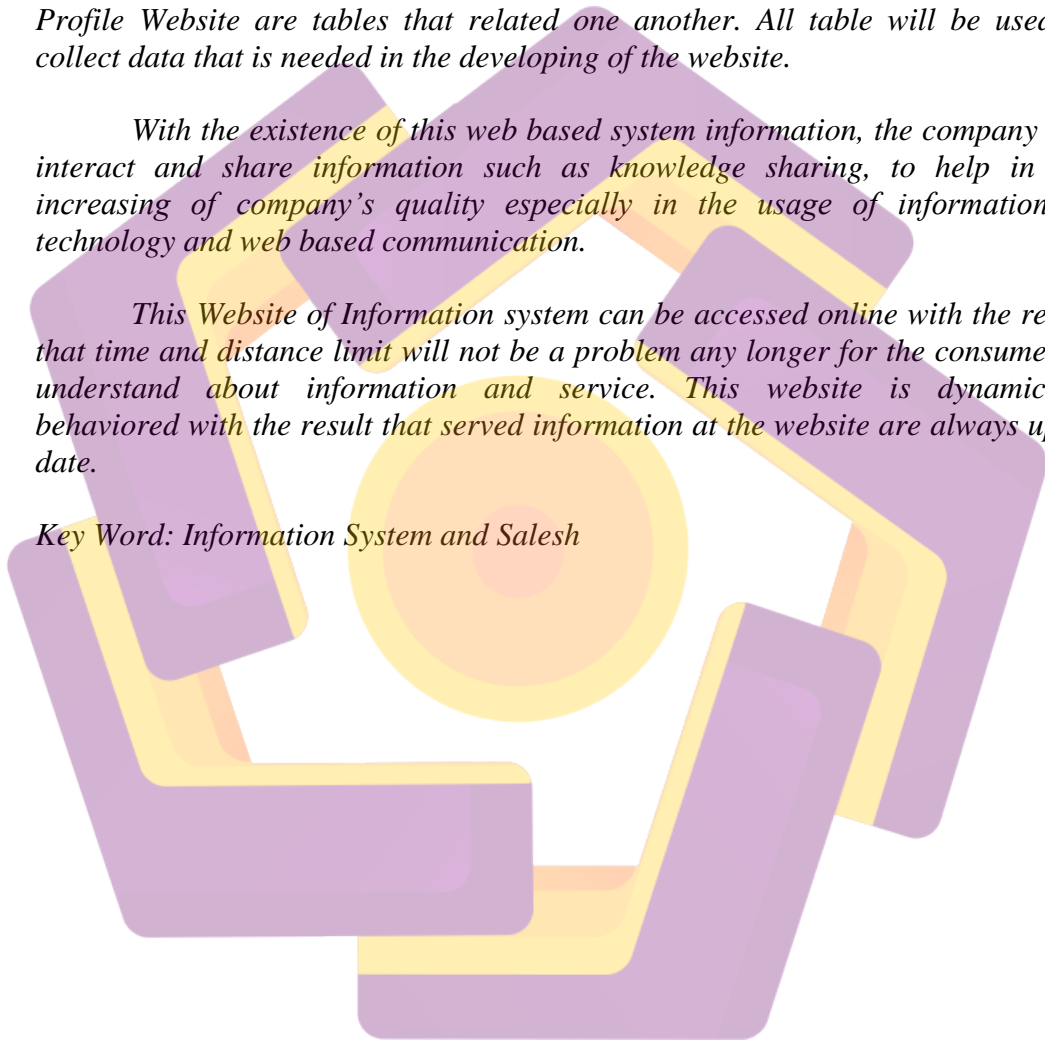 Profile Website are tables that related one another. All table will be used
collect data that is needed in the developing of the website.
With the existence of this web based system information, the company
interact and share information such as knowledge sharing, to help in
increasing of company’s quality especially in the usage of information
technology and web based communication.
This Website of Information system can be accessed online with the re
that time and distance limit will not be a problem any longer for the consume
understand about information and service. This website is dynamic
behaviored with the result that served information at the website are always u
date.
Key Word: Information System and Salesh